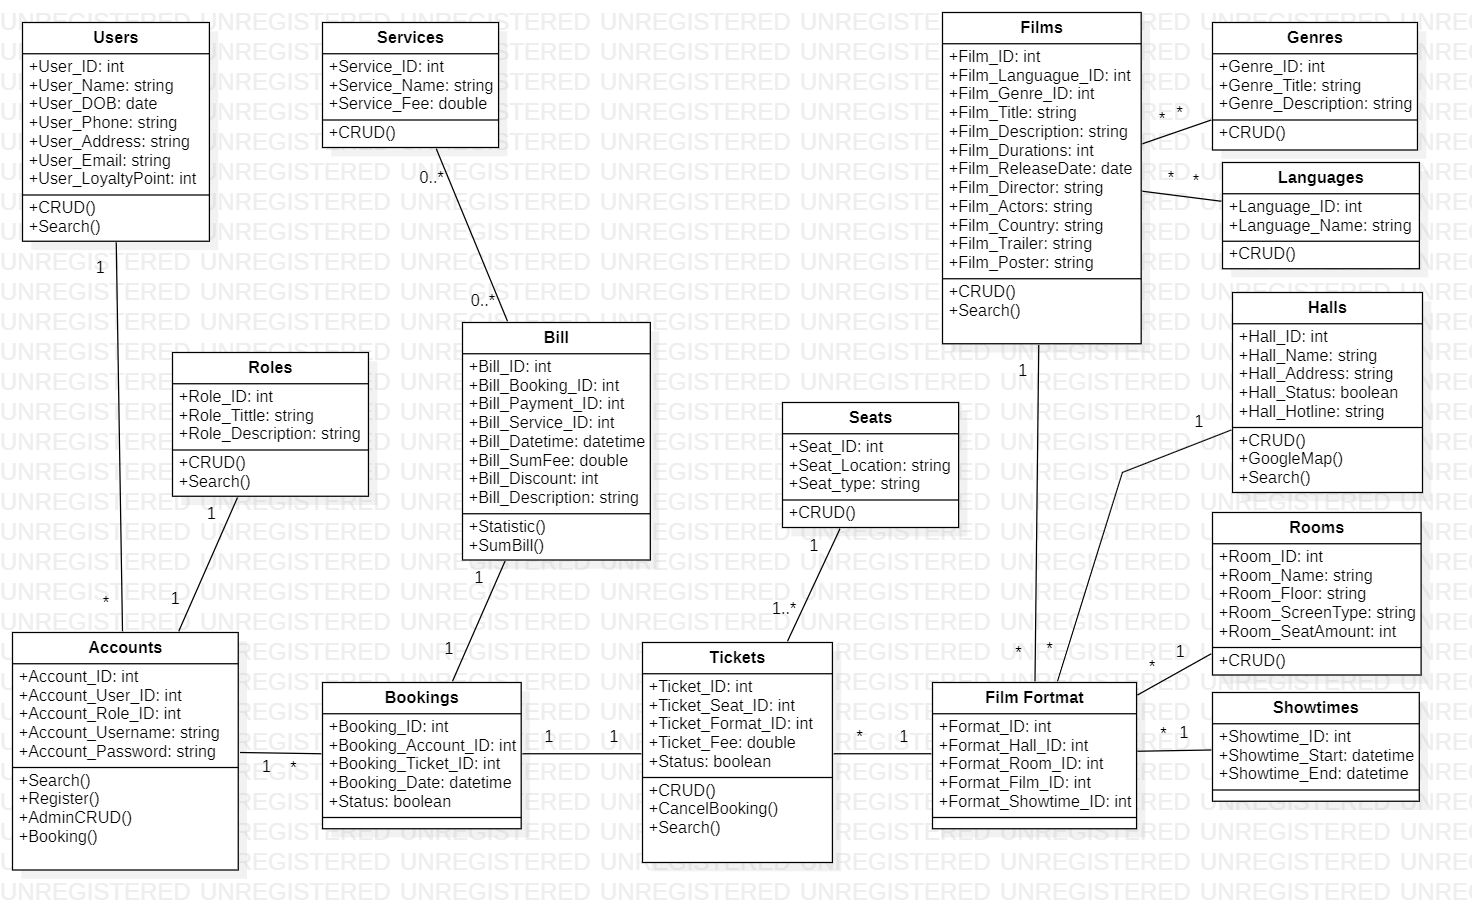 Users
+User_ID: int
+User_Name: string
+User_DOB: date
+User_Phone: string
+User_Address: string
+User_Email: string
+User_LoyaltyPoint: int
+CRUD()
+Search()
Services
+Service_ID: int
+Service_Name: string
+Service_Fee: double
+CRUD()
Films
+Film_ID: int
+Film_Languague_ID: int
+Film_Genre_ID: int
+Film_Title: string
+Film_Description: string
+Film_Durations: int
+Film_ReleaseDate: date
+Film_Director: string
+Film_Actors: string
+Film_Country: string
+Film_Trailer: string
+Film_Poster: string
+CRUD()
+Search()
Genres
+Genre_ID: int
+Genre_Title: string
+Genre_Description: string
+CRUD()
* *
Languages
+Language_ID: int
+Language_Name: string
+CRUD()
* *
Halls
+Hall_ID: int
+Hall_Name: string
+Hall_Address: string
+Hall_Status: boolean
+Hall_Hotline: string
+CRUD()
+GoogleMap()
+Search()
1
0..*
0..*
Roles
+Role_ID: int
+Role_Tittle: string
+Role_Description: string
+CRUD()
+Search()
Bill
+Bill_ID: int
+Bill_Booking_ID: int
+Bill_Payment_ID: int
+Bill_Service_ID: int
+Bill_Datetime: datetime
+Bill_SumFee: double
+Bill_Discount: int
+Bill_Description: string
+Statistic()
+SumBill()
Seats
+Seat_ID: int
+Seat_Location: string
+Seat_type: string
+CRUD()
1
1
Rooms
+Room_ID: int
+Room_Name: string
+Room_Floor: string
+Room_ScreenType: string
+Room_SeatAmount: int
+CRUD()
1
1
1
1..*
*
1
1
* *
* 1
Accounts
+Account_ID: int
+Account_User_ID: int
+Account_Role_ID: int
+Account_Username: string
+Account_Password: string
+Search()
+Register()
+AdminCRUD()
+Booking()
1 *
Bookings
+Booking_ID: int
+Booking_Account_ID: int
+Booking_Ticket_ID: int
+Booking_Date: datetime
+Status: boolean
1 1
Tickets
+Ticket_ID: int
+Ticket_Seat_ID: int
+Ticket_Format_ID: int
+Ticket_Fee: double
+Status: boolean
+CRUD()
+CancelBooking()
+Search()
* 1
Film Fortmat
+Format_ID: int
+Format_Hall_ID: int
+Format_Room_ID: int
+Format_Film_ID: int
+Format_Showtime_ID: int
* 1
Showtimes
+Showtime_ID: int
+Showtime_Start: datetime
+Showtime_End: datetime
UNREGISTERED UNREGISTERED UNREGISTERED UNREGISTERED UNREGISTERED UNREGISTERED UNREGISTERED